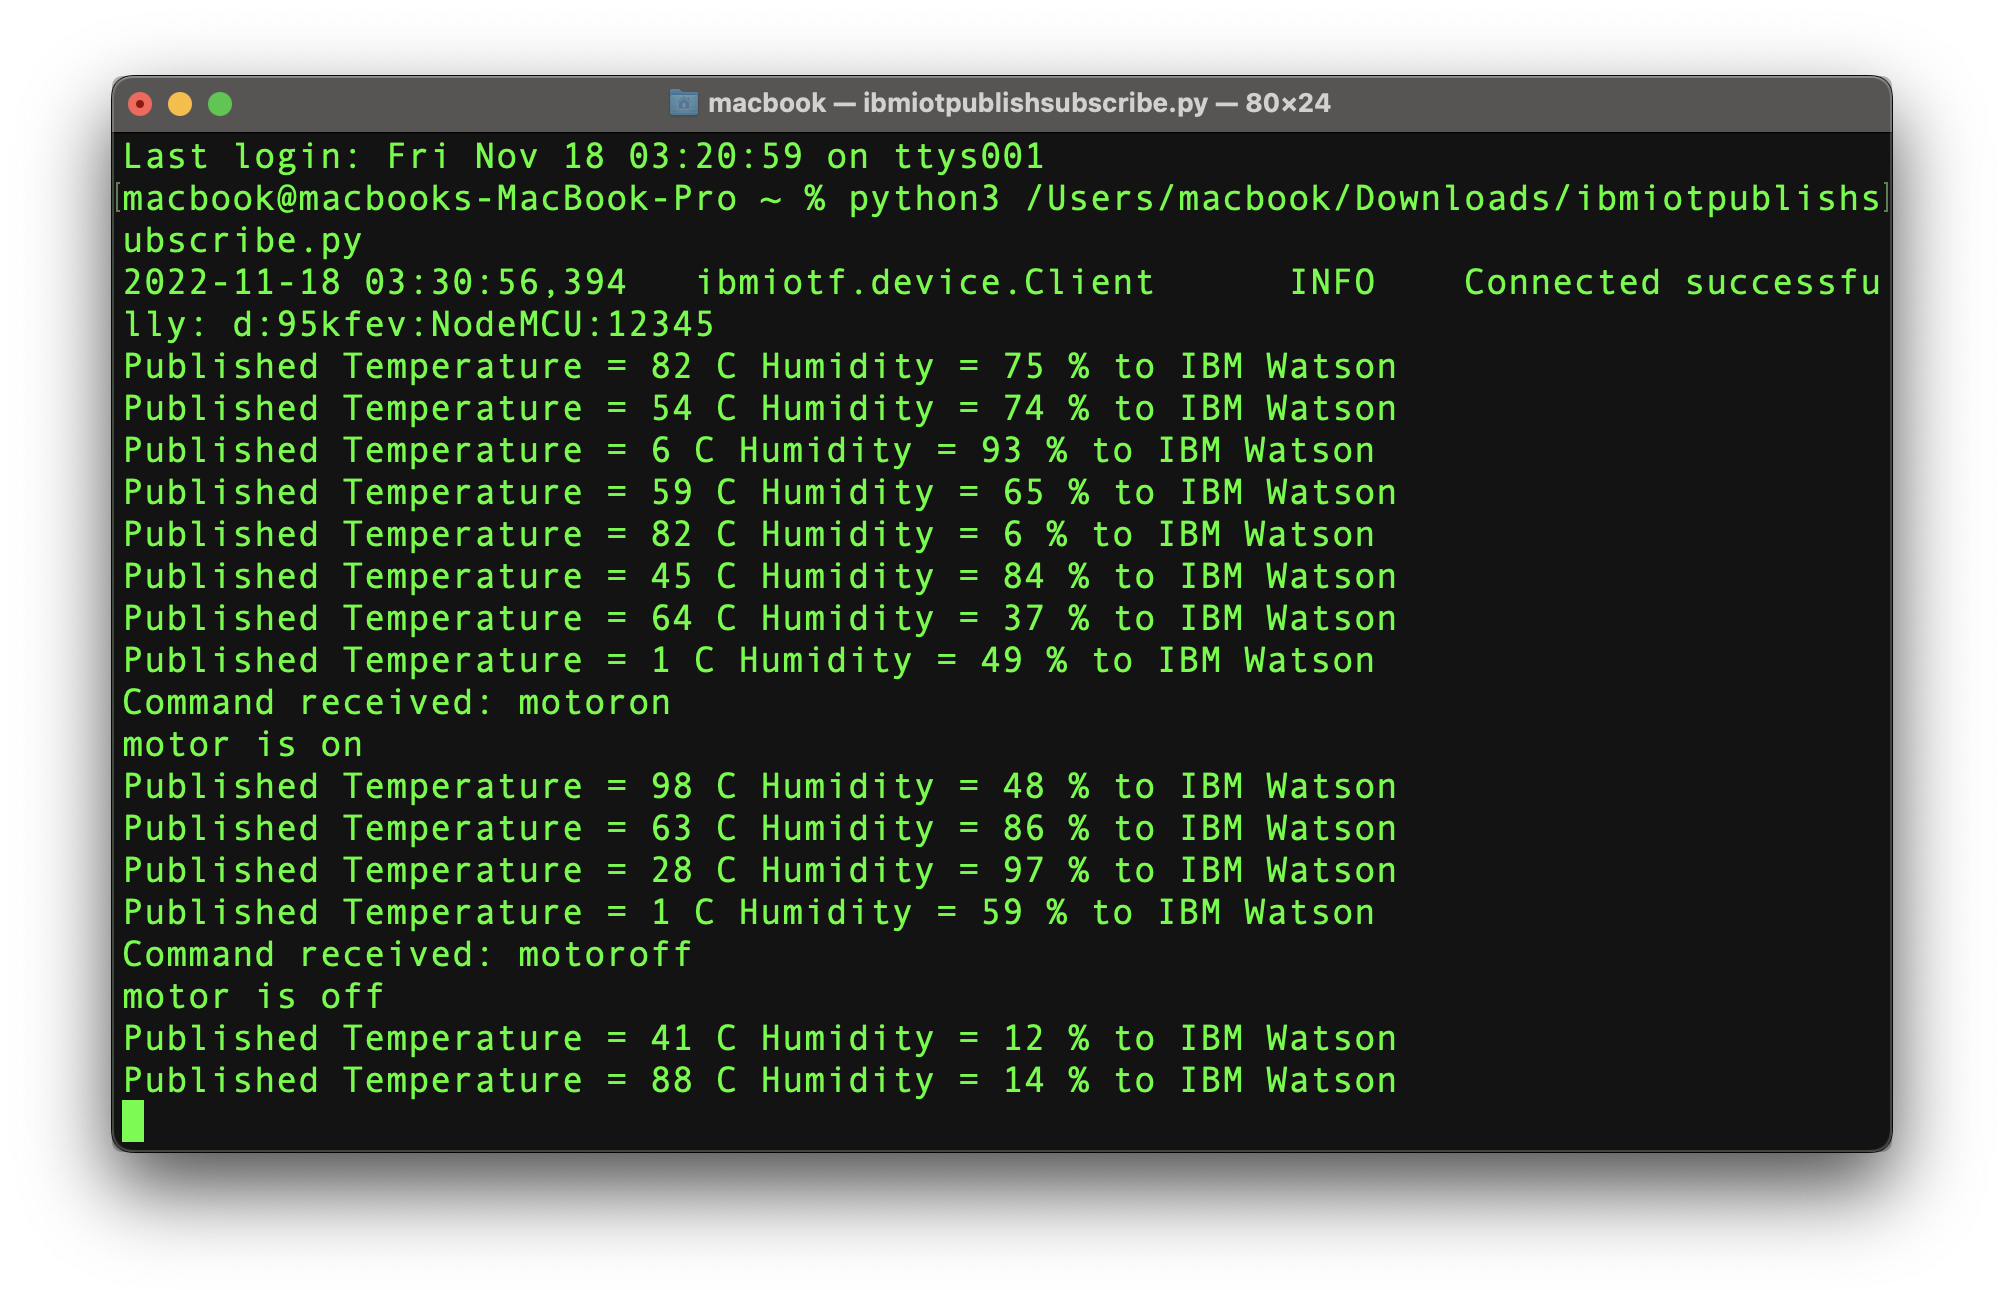 macbook — ibmiotpublishsubscribe.py — 80×24
Last login: Fri Nov 18 03:20:59 on ttys001
[macbook@macbooks-MacBook-Pro ~ % python3 /Users/macbook/Downloads/ibmiotpublishs]
ubscribe.py
2022-11-18 03:30:56,394   ibmiotf.device.Client      INFO    Connected successfu
lly: d:95kfev:NodeMCU:12345
Published Temperature = 82 C Humidity = 75 % to IBM Watson
Published Temperature = 54 C Humidity = 74 % to IBM Watson
Published Temperature = 6 C Humidity = 93 % to IBM Watson
Published Temperature = 59 C Humidity = 65 % to IBM Watson
Published Temperature = 82 C Humidity = 6 % to IBM Watson
Published Temperature = 45 C Humidity = 84 % to IBM Watson
Published Temperature = 64 C Humidity = 37 % to IBM Watson
Published Temperature = 1 C Humidity = 49 % to IBM Watson
Command received: motoron
motor is on
Published Temperature = 98 C Humidity = 48 % to IBM Watson
Published Temperature = 63 C Humidity = 86 % to IBM Watson
Published Temperature = 28 C Humidity = 97 % to IBM Watson
Published Temperature = 1 C Humidity = 59 % to IBM Watson
Command received: motoroff
motor is off
Published Temperature = 41 C Humidity = 12 % to IBM Watson
Published Temperature = 88 C Humidity = 14 % to IBM Watson